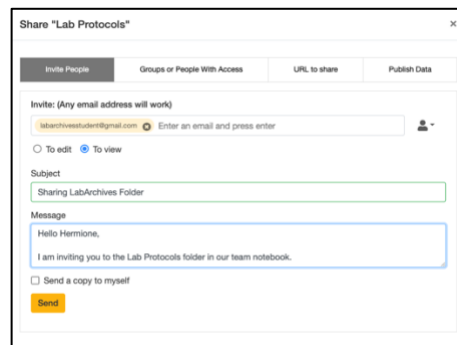 Share "Lab Protocols" ×
Invite People Groups or People With Access URL to share Publish Data
Invite: (Any email address will work)
labarchivesstudent@gmail.com Enter an email and press enter
To edit To view
Subject
Sharing LabArchives Folder
Message
Hello Hermione,
I am inviting you to the Lab Protocols folder in our team notebook.
Send a copy to myself
Send